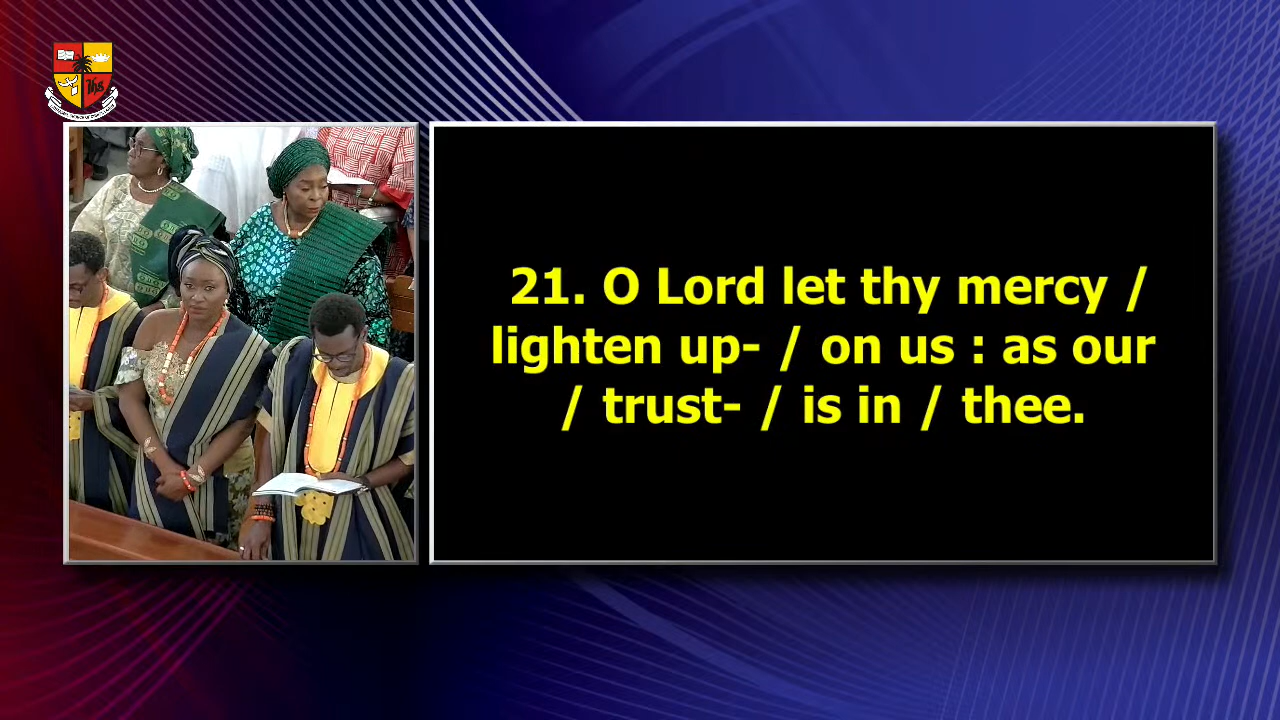 21. O Lord let thy mercy /
lighten up- / on us : as our
/ trust- / is in / thee.